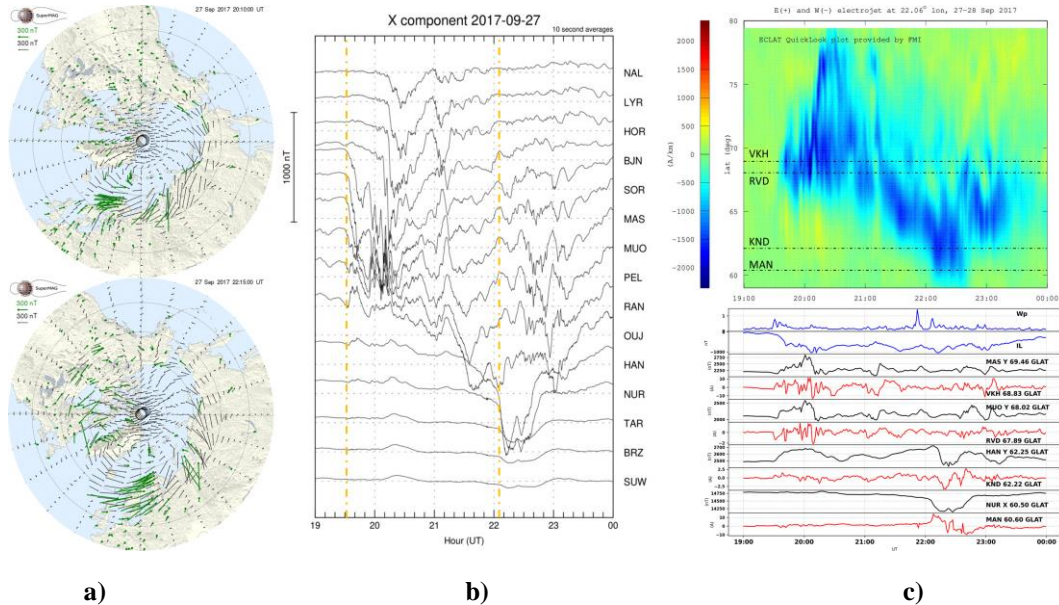 SuperMAG
27 Sep 2017 20:10:00 UT
300 nT
300 nT
SuperMAG
27 Sep 2017 22:15:00 UT
300 nT
300 nT
a)
X component 2017-09-27
10 second averages
1000 nT
NAL
LYR
HOR
BJN
SOR
MAS
MUO
PEL
RAN
OUJ
HAN
NUR
TAR
BRZ
SUW
19 20 21 22 23 00
Hour (UT)
b)
E(+) and W(-) electrojet at 22.06° lon, 27-28 Sep 2017
ECLAT QuickLook plot provided by FMI
2000
1500
1000
500
0
-500
-1000
-1500
-2000
(A/km)
lat (deg)
80
75
70
65
60
VKH
RVD
KND
MAN
19:00 20:00 21:00 22:00 23:00 00:00
Wp
IL
MAS Y 69.46 GLAT
VKH 68.83 GLAT
MUO Y 68.02 GLAT
RVD 67.89 GLAT
HAN Y 62.25 GLAT
KND 62.22 GLAT
NUR X 60.50 GLAT
MAN 60.60 GLAT
19:00 20:00 21:00 22:00 23:00 00:00
UT
c)